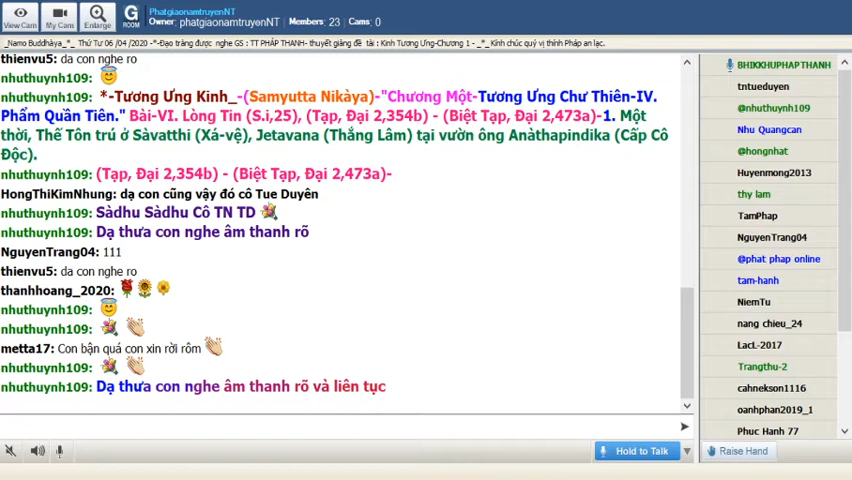 PhatgiaonamtruyenNT
Owner: phatgiaonamtruyenNT Members: 23 Cams: 0
View Cam
My Cam
Enlarge
G ROOM
_Namo Buddhàya_*_ Thứ Tư 06 /04 /2020 -*-Đạo tràng được nghe GS : TT PHÁP THANH- thuyết giảng đề tài : Kinh Tương Ưng-Chương 1 - _*_ Kính chúc quý vị thính Pháp an lạc.
thienvu5: da con nghe ro
nhuthuynh109:
nhuthuynh109: *-Tương Ưng Kinh_-(Samyutta Nikàya)-"Chương Một-Tương Ưng Chư Thiên-IV.
Phẩm Quần Tiên." Bài-VI. Lòng Tin (S.i,25), (Tạp, Đại 2,354b) - (Biệt Tạp, Đại 2,473a)-1. Một
thời, Thế Tôn trú ở Sàvatthi (Xá-vệ), Jetavana (Thắng Lâm) tại vườn ông Anàthapindika (Cấp Cô
Độc).
nhuthuynh109: (Tạp, Đại 2,354b) - (Biệt Tạp, Đại 2,473a)-
HongThiKimNhung: dạ con cũng vậy đó cô Tue Duyên
nhuthuynh109: Sàdhu Sàdhu Cô TN TD
nhuthuynh109: Dạ thưa con nghe âm thanh rõ
NguyenTrang04: 111
thienvu5: da con nghe ro
thanhhoang_2020:
nhuthuynh109:
nhuthuynh109:
metta17: Con bận quá con xin rời rôm
nhuthuynh109:
nhuthuynh109: Dạ thưa con nghe âm thanh rõ và liên tục
Hold to Talk
BHIKKHUPHAPTHANH
tntueduyen
@nhuthuynh109
Nhu Quangcan
@hongnhat
Huyenmong2013
thy lam
TamPhap
NguyenTrang04
@phat phap online
tam-hanh
NiemTu
nang chieu_24
LacL-2017
Trangthu-2
cahnekson1116
oanhphan2019_1
Phuc Hanh 77
Raise Hand